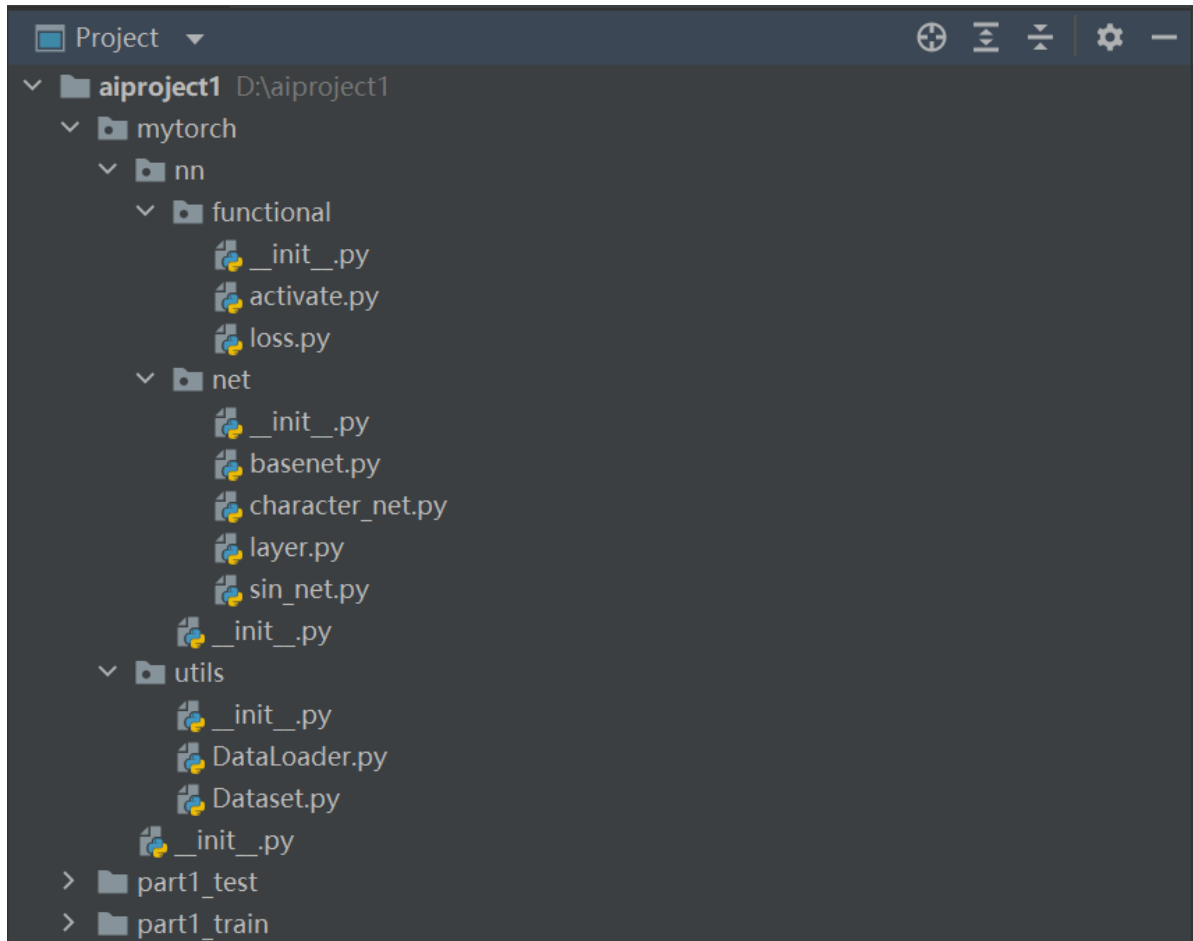 Project
aiproject1 D:\aiproject1
mytorch
nn
functional
__init__.py
activate.py
loss.py
net
__init__.py
basenet.py
character_net.py
layer.py
sin_net.py
__init__.py
utils
__init__.py
DataLoader.py
Dataset.py
__init__.py
part1_test
part1_train